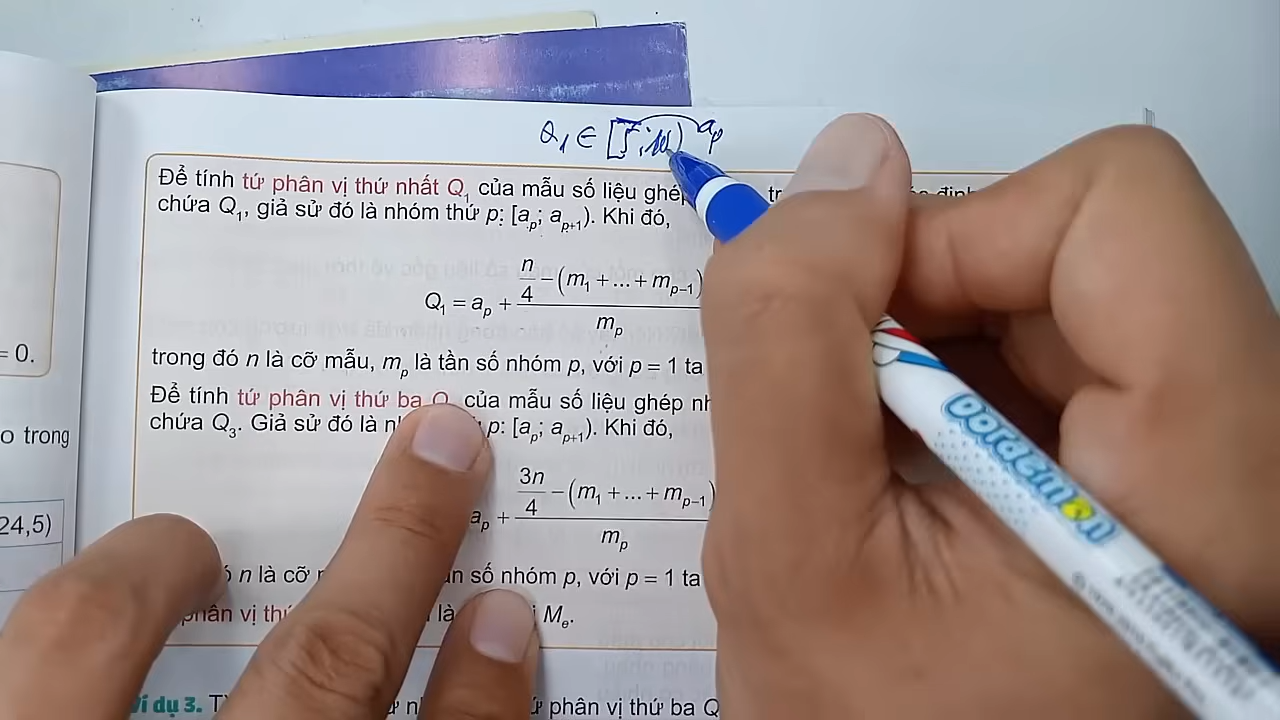 Q₁ ∈ [5; ) aₚ
Để tính tứ phân vị thứ nhất Q₁ của mẫu số liệu ghép
chứa Q₁, giả sử đó là nhóm thứ p: [aₚ; aₚ₊₁). Khi đó,
Q₁ = aₚ + (n/4 − (m₁ + ... + mₚ₋₁))/mₚ
= 0.
trong đó n là cỡ mẫu, mₚ là tần số nhóm p, với p = 1 ta
Để tính tứ phân vị thứ ba Q của mẫu số liệu ghép
chứa Q₃. Giả sử đó là p: [aₚ; aₚ₊₁). Khi đó,
o trong
aₚ + (3n/4 − (m₁ + ... + mₚ₋₁))/mₚ
24,5)
n là cỡ số nhóm p, với p = 1 ta
phân vị là Mₑ.
Ví dụ 3. phân vị thứ ba Q
Doraemon